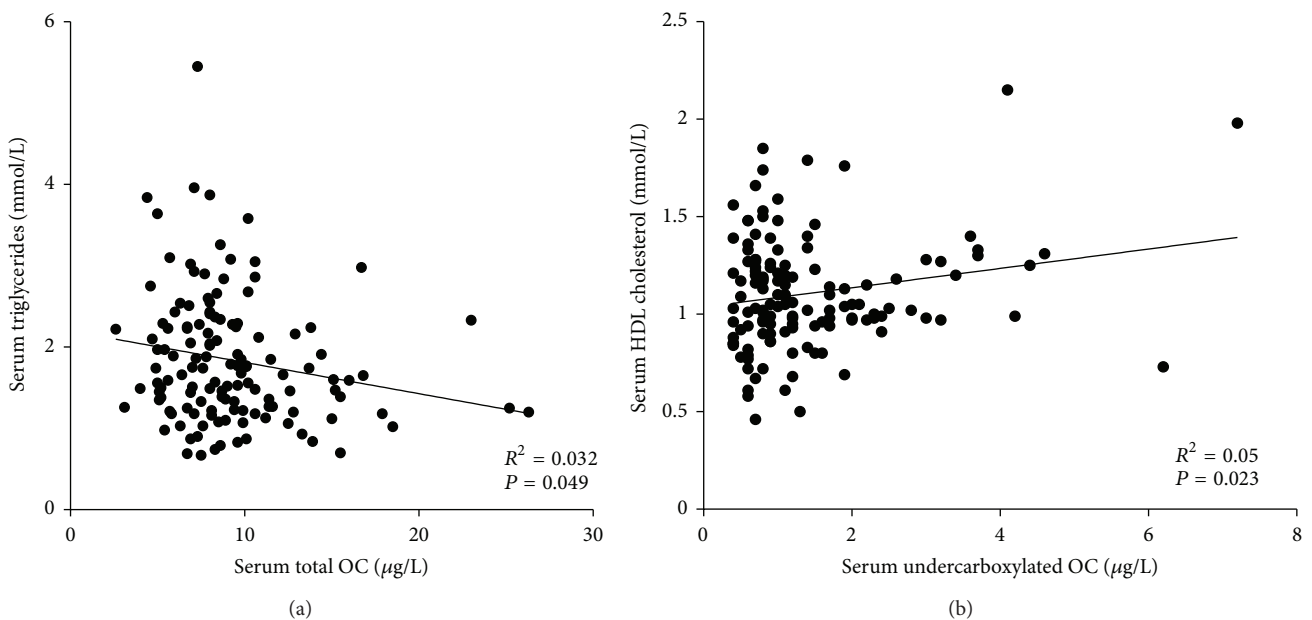 Serum triglycerides (mmol/L)
6
4
2
0
0
10
20
30
R² = 0.032
P = 0.049
Serum total OC (μg/L)
(a)
Serum HDL cholesterol (mmol/L)
2.5
2
1.5
1
0.5
0
0
2
4
6
8
R² = 0.05
P = 0.023
Serum undercarboxylated OC (μg/L)
(b)